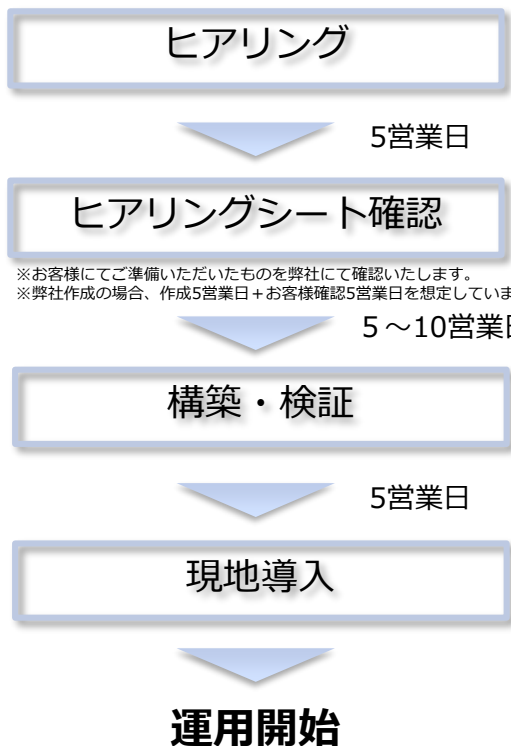 ヒアリング
5営業日
ヒアリングシート確認
※お客様にてご準備いただいたものを弊社にて確認いたします。
※弊社作成の場合、作成5営業日＋お客様確認5営業日を想定していま
5～10営業日
構築・検証
5営業日
現地導入
運用開始